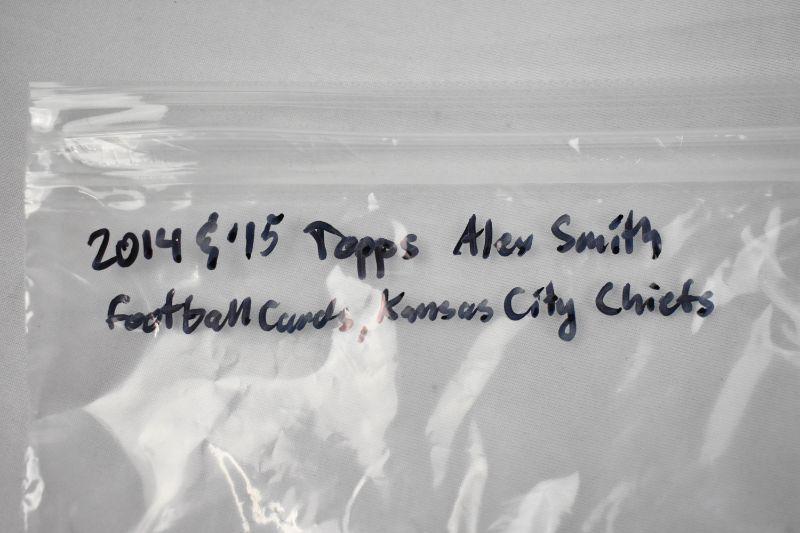 2014 & '15 Topps Alex Smith
Football Cards, Kansas City Chiefs